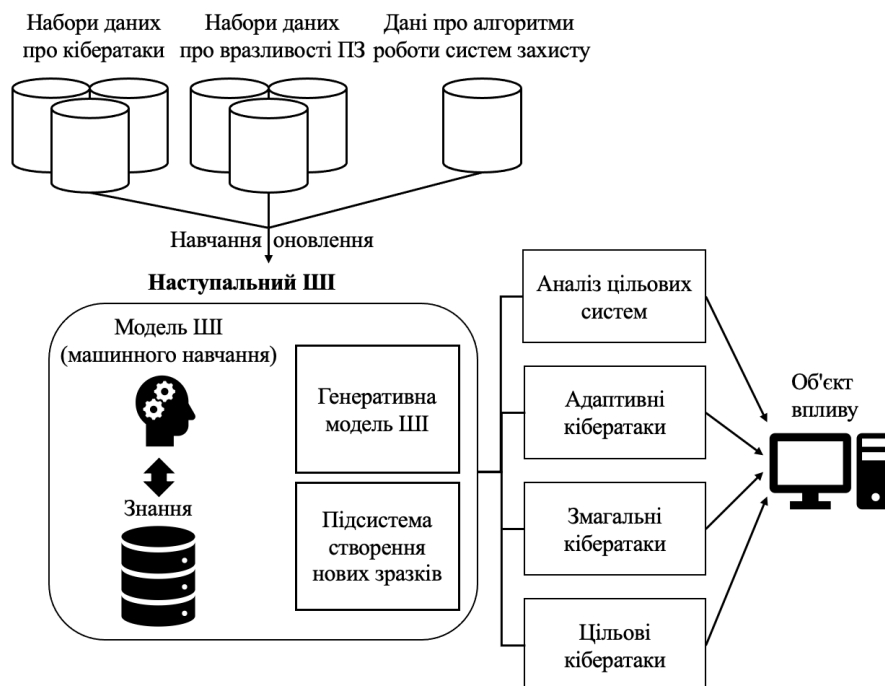 Набори даних
про кібератаки
Набори даних
про вразливості ПЗ
Дані про алгоритми
роботи систем захисту
Навчання оновлення
Наступальний ШІ
Модель ШІ
(машинного навчання)
Знання
Генеративна
модель ШІ
Підсистема
створення
нових зразків
Аналіз цільових
систем
Адаптивні
кібератаки
Змагальні
кібератаки
Цільові
кібератаки
Об'єкт
впливу